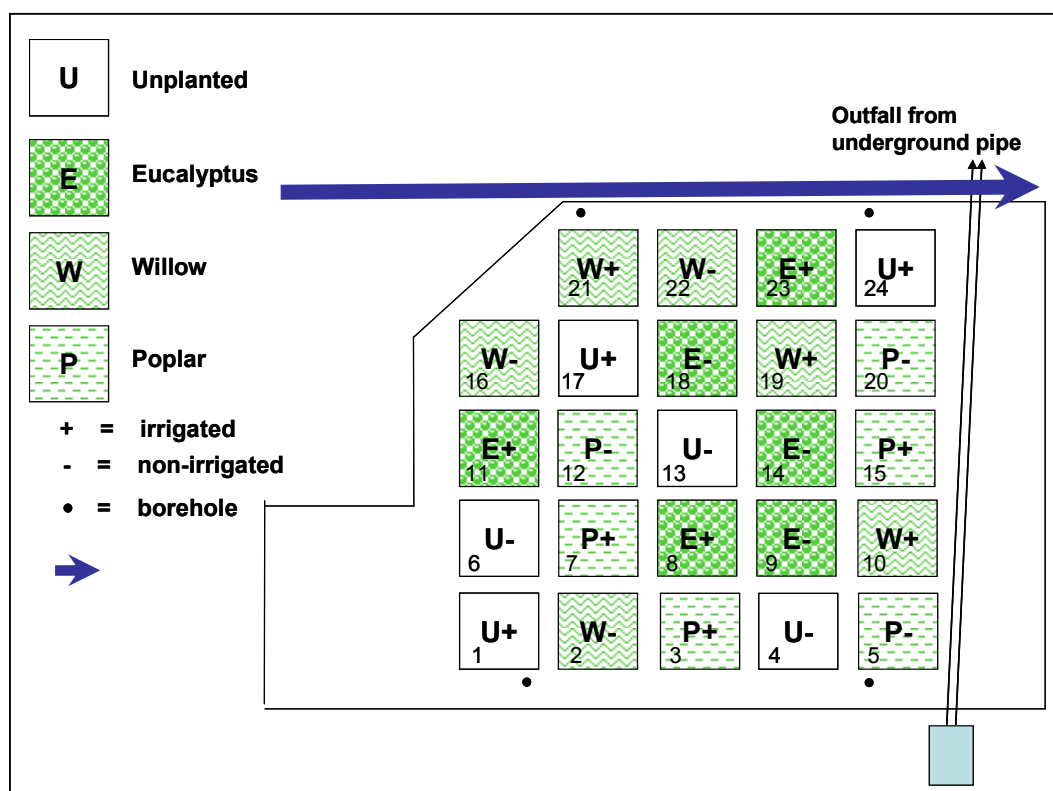 U Unplanted
E Eucalyptus
W Willow
P Poplar
+ = irrigated
- = non-irrigated
• = borehole
Outfall from
underground pipe
W+ W- E+ U+
21 22 23 24
W- U+ E- W+ P-
16 17 18 19 20
E+ P- U- E- P+
11 12 13 14 15
U- P+ E+ E- W+
6 7 8 9 10
U+ W- P+ U- P-
1 2 3 4 5